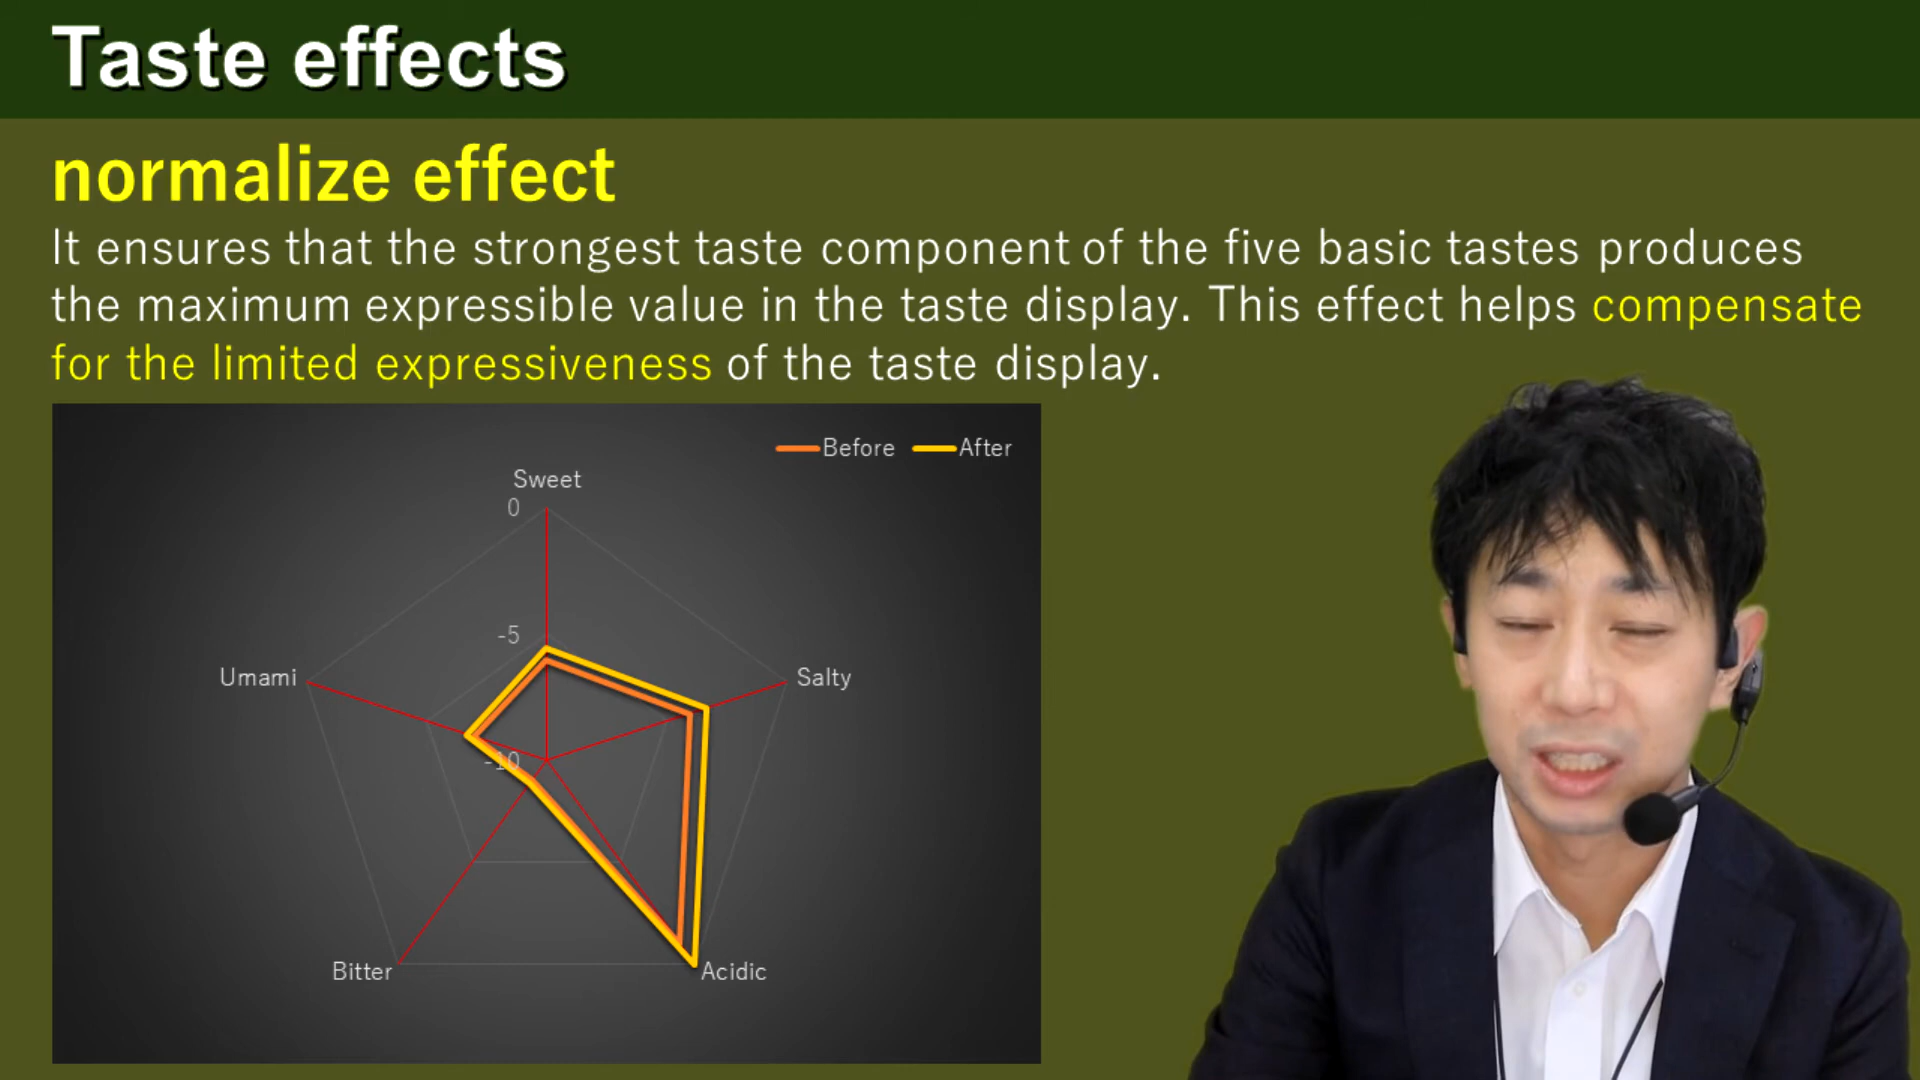 Taste effects
normalize effect
It ensures that the strongest taste component of the five basic tastes produces
the maximum expressible value in the taste display. This effect helps compensate
for the limited expressiveness of the taste display.
Before After
Sweet
0
-5
Umami
Salty
-10
Bitter
Acidic